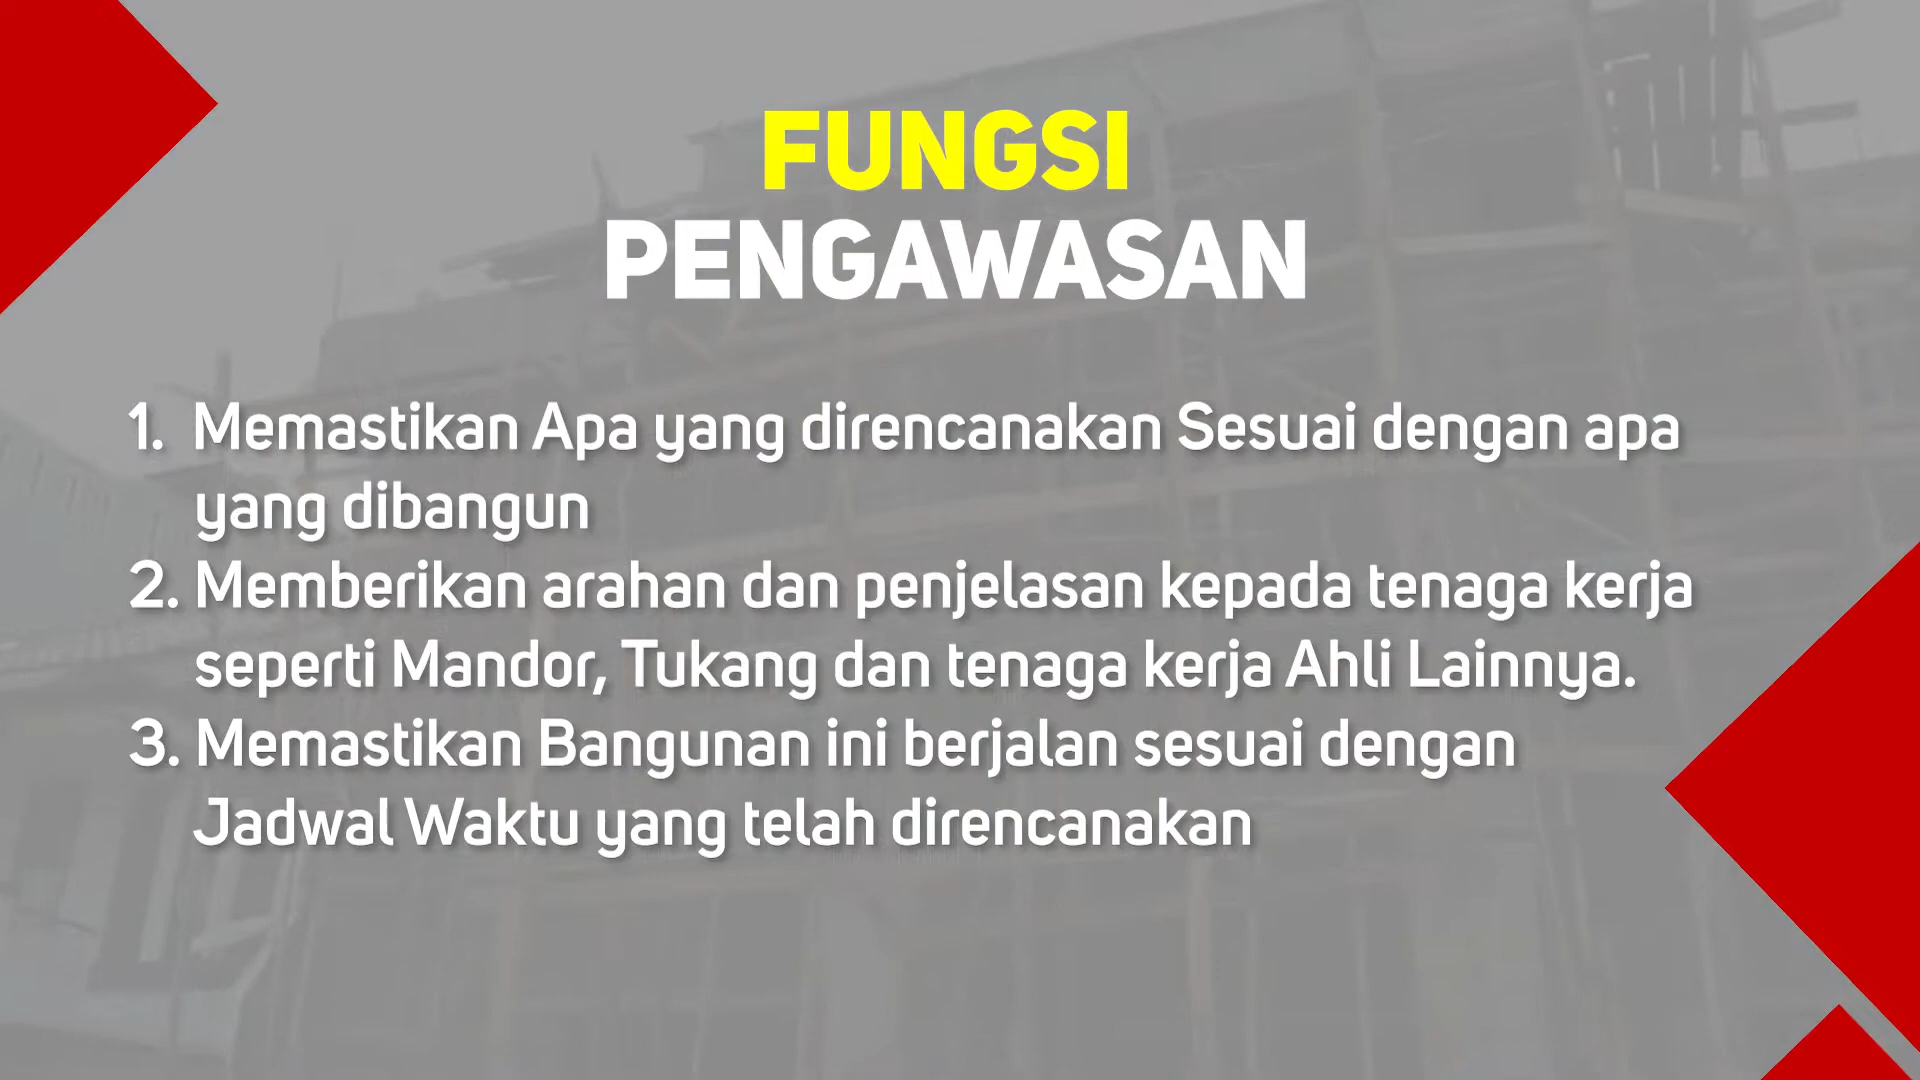 FUNGSI
PENGAWASAN
1. Memastikan Apa yang direncanakan Sesuai dengan apa
yang dibangun
2. Memberikan arahan dan penjelasan kepada tenaga kerja
seperti Mandor, Tukang dan tenaga kerja Ahli Lainnya.
3. Memastikan Bangunan ini berjalan sesuai dengan
Jadwal Waktu yang telah direncanakan